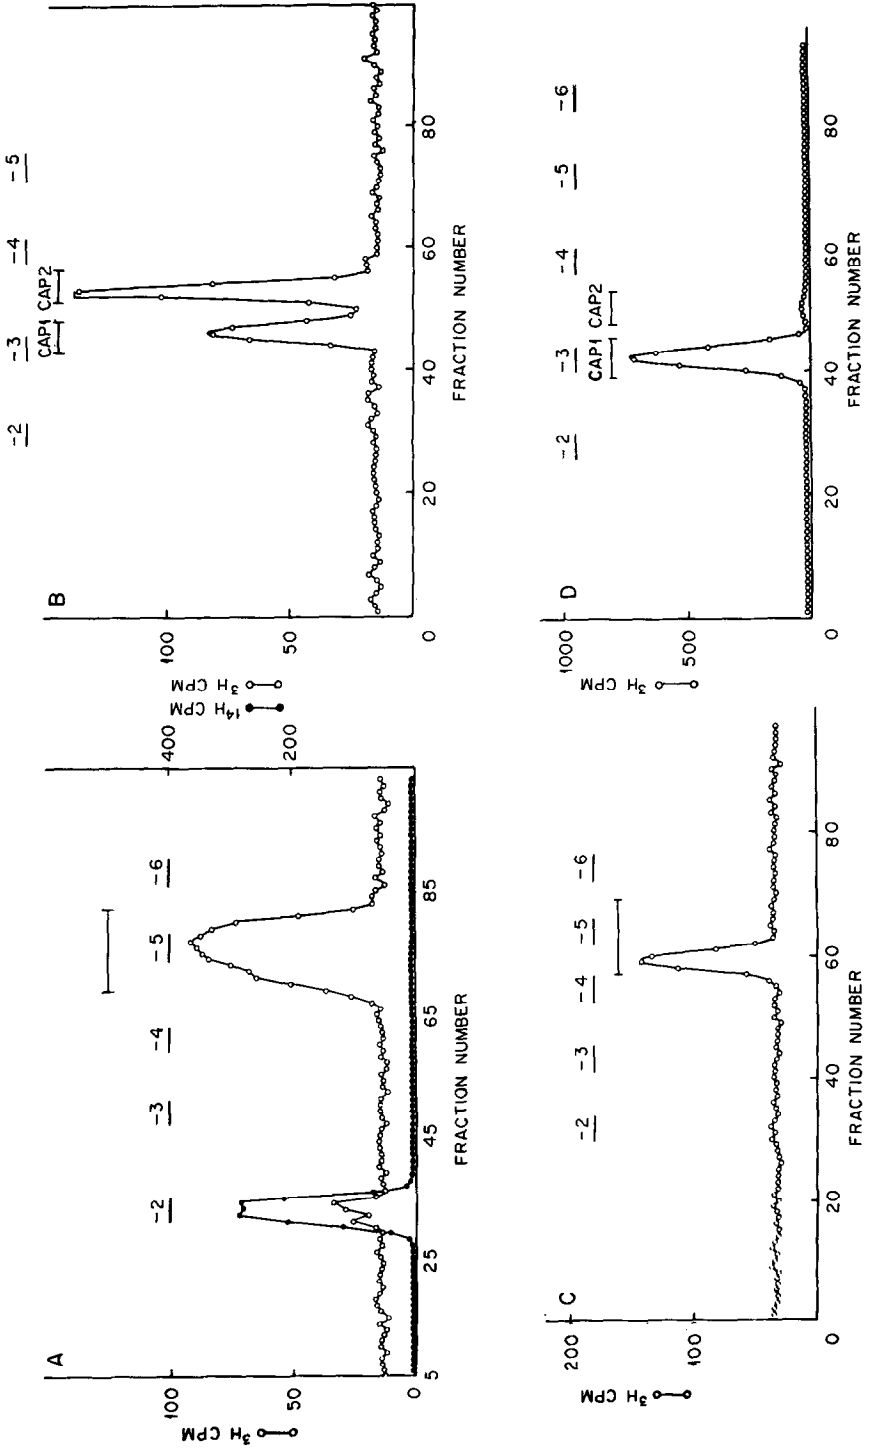 A
3H CPM
100
50
0
5
25
45
65
85
FRACTION NUMBER
-2
-3
-4
-5
-6
400
200
14H CPM
3H CPM
B
100
50
0
20
40
60
80
FRACTION NUMBER
-2
-3
-4
-5
CAP1
CAP2
C
3H CPM
200
100
0
20
40
60
80
FRACTION NUMBER
-2
-3
-4
-5
-6
D
3H CPM
1000
500
0
20
40
60
80
FRACTION NUMBER
-2
-3
-4
-5
-6
CAP1
CAP2